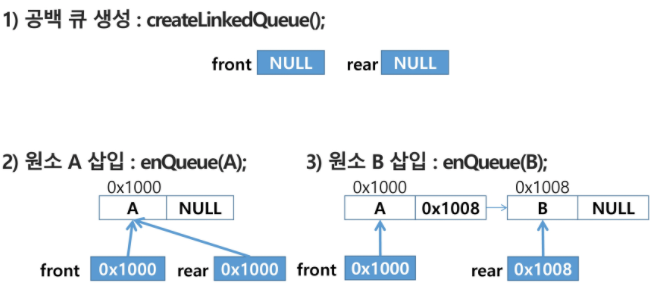 1) 공백 큐 생성 : createLinkedQueue();
front NULL rear NULL
2) 원소 A 삽입 : enQueue(A);
0x1000
A NULL
front 0x1000 rear 0x1000
3) 원소 B 삽입 : enQueue(B);
0x1000 0x1008
A 0x1008 B NULL
front 0x1000 rear 0x1008